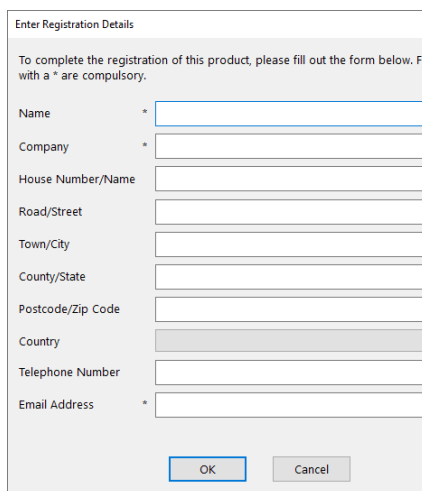 Enter Registration Details
To complete the registration of this product, please fill out the form below. F
with a * are compulsory.
Name *
Company *
House Number/Name
Road/Street
Town/City
County/State
Postcode/Zip Code
Country
Telephone Number
Email Address *
OK Cancel